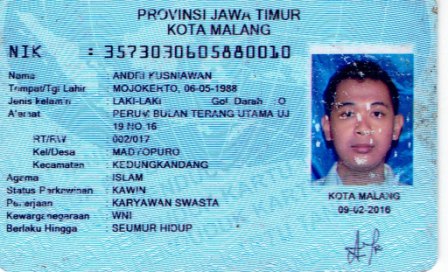 PROVINSI JAWA TIMUR
KOTA MALANG
NIK : 3573030605880010
Nama : ANDRI
Tempat/Tgl Lahir : MOJOKERTO, 06-05-1988
Jenis kelamin : LAKI-LAKI Gol. Darah : O
Alamat : PERUM BULAN TERANG UTAMA UJ
19 NO.16
RT/RW : 002/017
Kel/Desa : MADYOPURO
Kecamatan : KEDUNGKANDANG
Agama : ISLAM
Status Perkawinan : KAWIN
Pekerjaan : KARYAWAN SWASTA
Kewarganegaraan : WNI
Berlaku Hingga : SEUMUR HIDUP
KOTA MALANG
09-02-2016